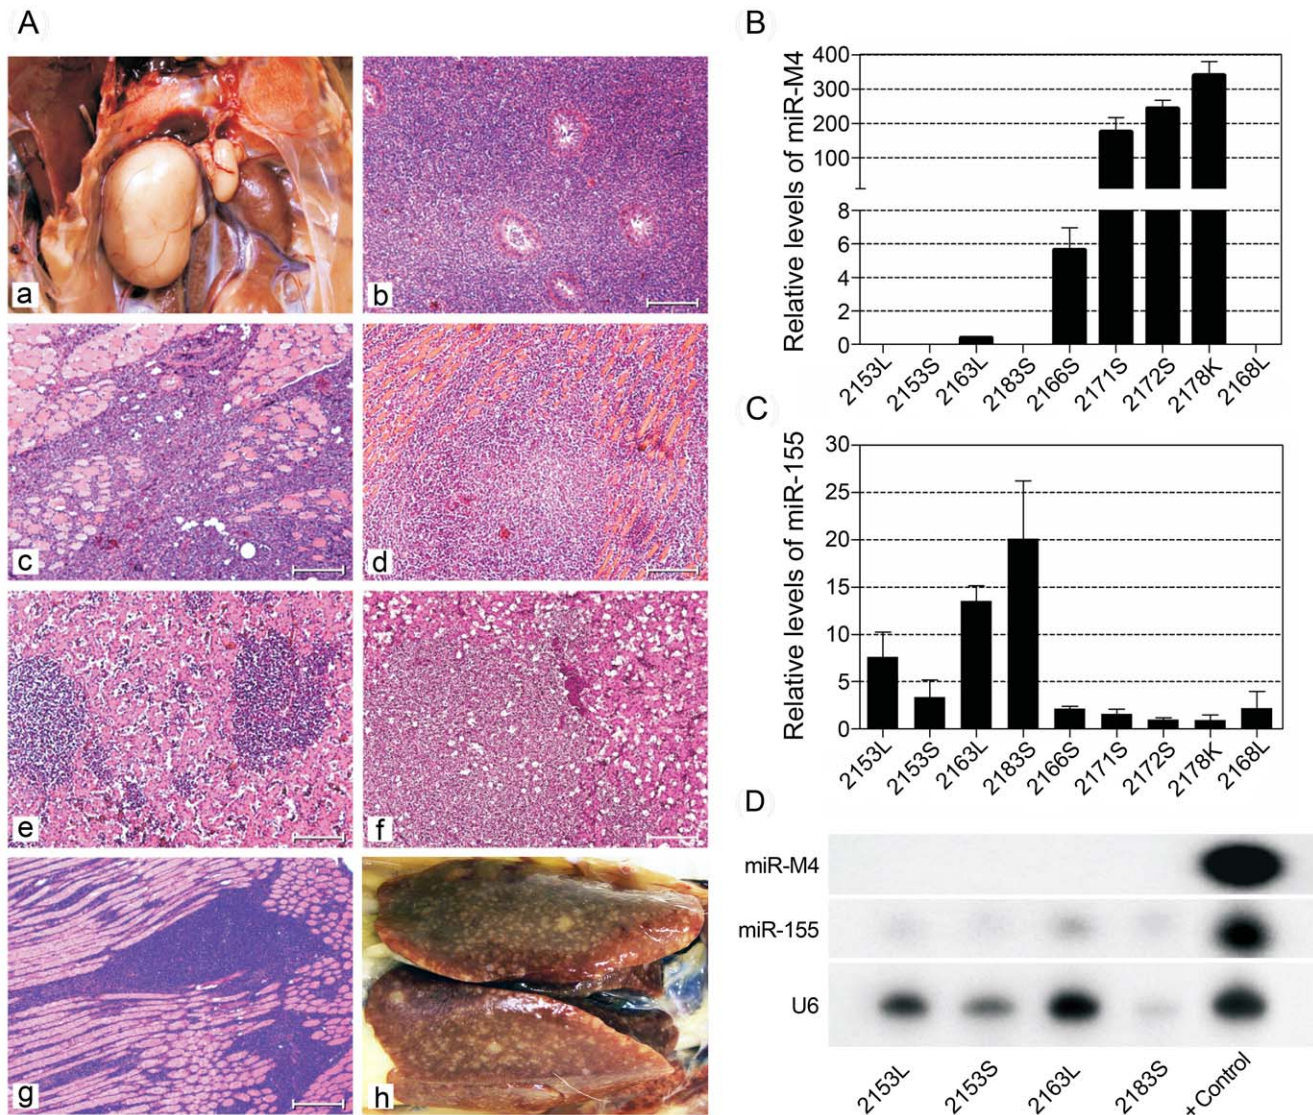 A
a
b
c
d
e
f
g
h
B
Relative levels of miR-M4
400
300
200
100
8
6
4
2
0
2153L
2153S
2163L
2183S
2166S
2171S
2172S
2178K
2168L
C
Relative levels of miR-155
30
25
20
15
10
5
0
2153L
2153S
2163L
2183S
2166S
2171S
2172S
2178K
2168L
D
miR-M4
miR-155
U6
2153L
2153S
2163L
2183S
+ Control